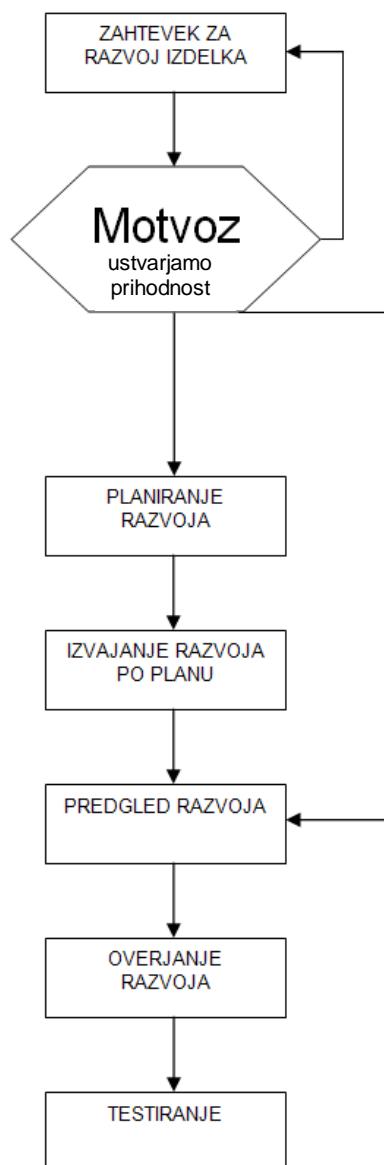 ZAHTEVEK ZA
RAZVOJ IZDELKA
Motvoz
ustvarjamo
prihodnost
PLANIRANJE
RAZVOJA
IZVAJANJE RAZVOJA
PO PLANU
PREDGLED RAZVOJA
OVERJANJE
RAZVOJA
TESTIRANJE